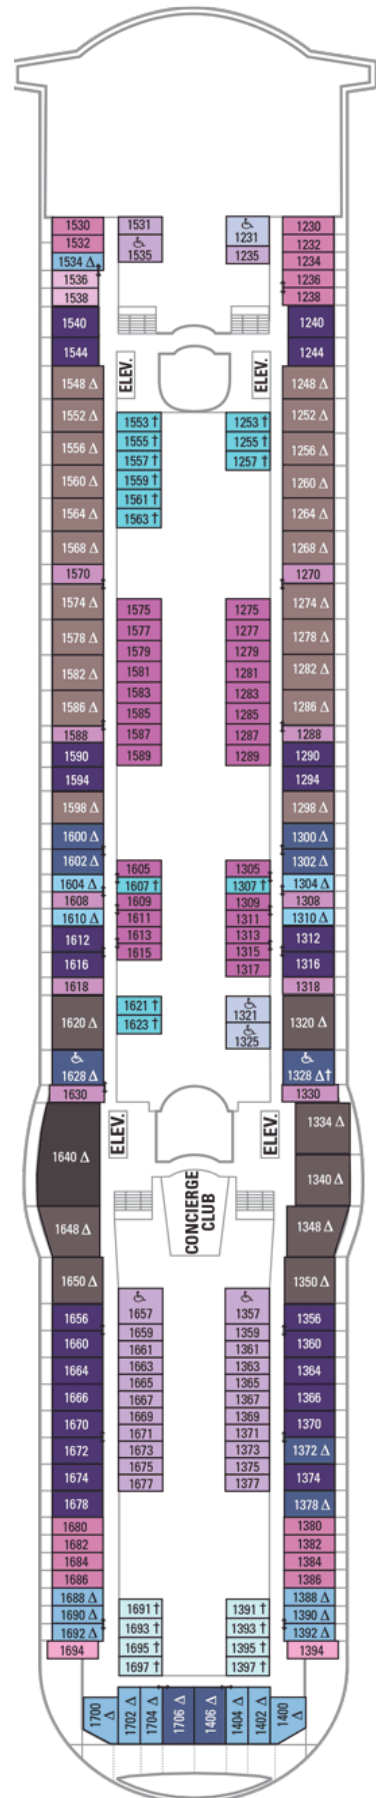 1530 1531 ♿ 1231 1230
1532 ♿ 1535 1235 1232
1534 Δ 1234
1536 1236
1538 1238
1540 1240
1544 1244
ELEV. ELEV.
1548 Δ 1248 Δ
1552 Δ 1553 † 1253 † 1252 Δ
1556 Δ 1555 † 1255 † 1256 Δ
1557 † 1257 †
1560 Δ 1559 † 1260 Δ
1564 Δ 1561 † 1264 Δ
1563 †
1568 Δ 1268 Δ
1570 1270
1574 Δ 1575 1275 1274 Δ
1578 Δ 1577 1277 1278 Δ
1579 1279
1582 Δ 1581 1281 1282 Δ
1583 1283
1586 Δ 1585 1285 1286 Δ
1588 1587 1287 1288
1590 1589 1289 1290
1594 1294
1598 Δ 1298 Δ
1600 Δ 1300 Δ
1602 Δ 1605 1305 1302 Δ
1604 Δ 1607 † 1307 † 1304 Δ
1608 1609 1309 1308
1610 Δ 1611 1311 1310 Δ
1612 1613 1313 1312
1616 1615 1315 1316
1317
1618 1318
1620 Δ 1621 † ♿ 1321 1320 Δ
1623 † ♿ 1325
♿ 1628 Δ ♿ 1328 Δ†
1630 1330
ELEV. ELEV.
1334 Δ
1640 Δ 1340 Δ
CONCIERGE
CLUB
1648 Δ 1348 Δ
1650 Δ 1350 Δ
1656 ♿ 1657 ♿ 1357 1356
1660 1659 1359 1360
1661 1361
1664 1663 1363 1364
1666 1665 1365 1366
1667 1367
1670 1669 1369 1370
1672 1671 1371 1372 Δ
1673 1373
1674 1675 1375 1374
1678 1677 1377 1378 Δ
1680 1380
1682 1382
1684 1384
1686 1386
1688 Δ 1691 † 1391 † 1388 Δ
1690 Δ 1693 † 1393 † 1390 Δ
1692 Δ 1695 † 1395 † 1392 Δ
1694 1697 † 1397 † 1394
1700 Δ 1702 Δ 1704 Δ 1706 Δ 1406 Δ 1404 Δ 1402 Δ 1400 Δ